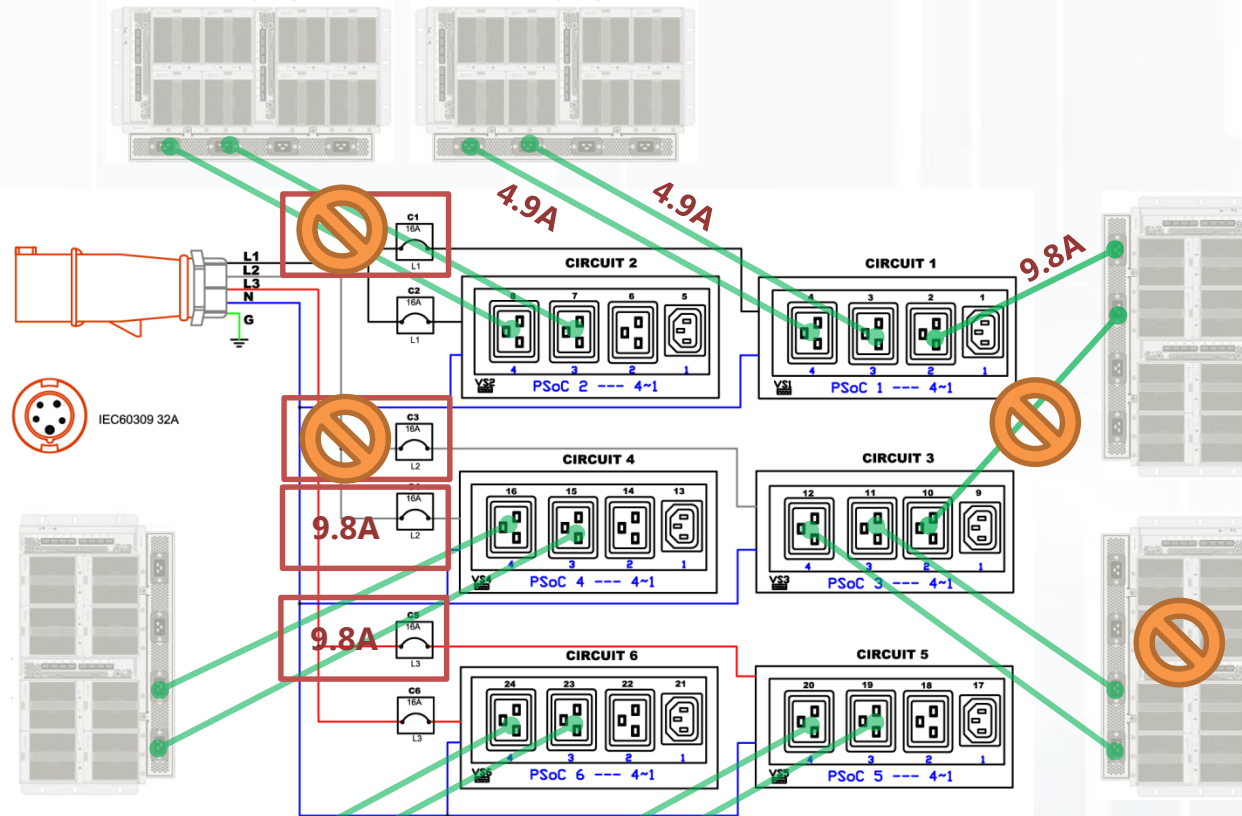 4.9A
4.9A
9.8A
C1
16A
L1
L1
L2
L3
N
G
CIRCUIT 2
CIRCUIT 1
C2
16A
L1
8
7
6
5
4
3
2
1
4
3
2
1
4
3
2
1
VS2
PSoC 2 --- 4~1
VS1
PSoC 1 --- 4~1
IEC60309 32A
C3
16A
L2
CIRCUIT 4
CIRCUIT 3
9.8A
16A
L2
16
15
14
13
12
11
10
9
4
3
2
1
4
3
2
1
VS4
PSoC 4 --- 4~1
VS3
PSoC 3 --- 4~1
9.8A
C5
16A
L3
CIRCUIT 6
CIRCUIT 5
C6
16A
L3
24
23
22
21
20
19
18
17
4
3
2
1
4
3
2
1
VS6
PSoC 6 --- 4~1
VS5
PSoC 5 --- 4~1